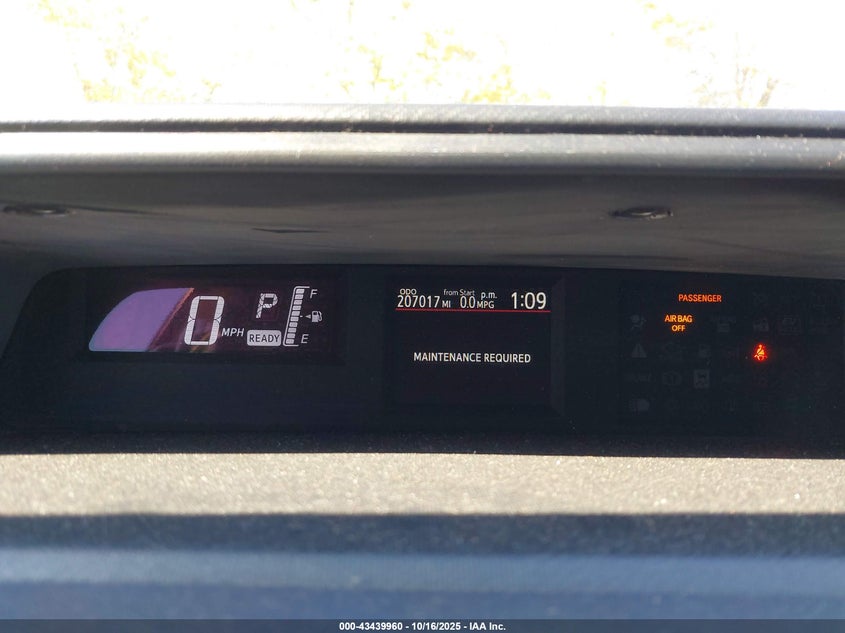 0 MPH
P
READY
F
E
ODO
207017 MI
from Start
0.0 MPG
p.m.
1:09
MAINTENANCE REQUIRED
PASSENGER
AIR BAG
OFF
000-43439960 - 10/16/2025 - IAA Inc.